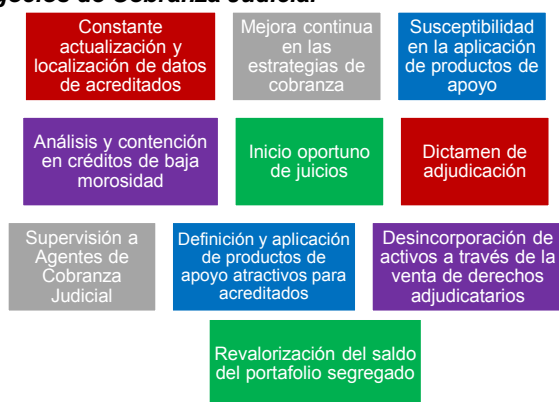 de Cobranza Judicial
Constante
actualización y
localización de datos
de acreditados
Mejora continua
en las
estrategias de
cobranza
Susceptibilidad
en la aplicación
de productos de
apoyo
Análisis y contención
en créditos de baja
morosidad
Inicio oportuno
de juicios
Dictamen de
adjudicación
Supervisión a
Agentes de
Cobranza
Judicial
Definición y aplicación
de productos de
apoyo atractivos para
acreditados
Desincorporación de
activos a través de la
venta de derechos
adjudicatarios
Revalorización del saldo
del portafolio segregado